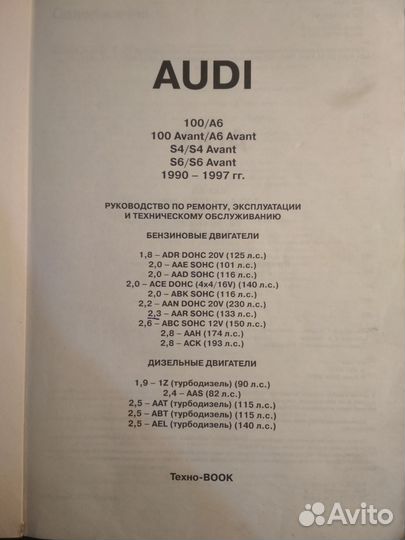 AUDI
100/A6
100 Avant/A6 Avant
S4/S4 Avant
S6/S6 Avant
1990 – 1997 гг.
РУКОВОДСТВО ПО РЕМОНТУ, ЭКСПЛУАТАЦИИ
И ТЕХНИЧЕСКОМУ ОБСЛУЖИВАНИЮ
БЕНЗИНОВЫЕ ДВИГАТЕЛИ
1,8 – ADR DOHC 20V (125 л.с.)
2,0 – AAE SOHC (101 л.с.)
2,0 – AAD SOHC (116 л.с.)
2,0 – ACE DOHC (4x4/16V) (140 л.с.)
2,0 – ABK SOHC (116 л.с.)
2,2 – AAN DOHC 20V (230 л.с.)
2,3 – AAR SOHC (133 л.с.)
2,6 – ABC SOHC 12V (150 л.с.)
2,8 – AAH (174 л.с.)
2,8 – ACK (193 л.с.)
ДИЗЕЛЬНЫЕ ДВИГАТЕЛИ
1,9 – 1Z (турбодизель) (90 л.с.)
2,4 – AAS (82 л.с.)
2,5 – AAT (турбодизель) (115 л.с.)
2,5 – ABT (турбодизель) (115 л.с.)
2,5 – AEL (турбодизель) (140 л.с.)
Техно-BOOK
Avito